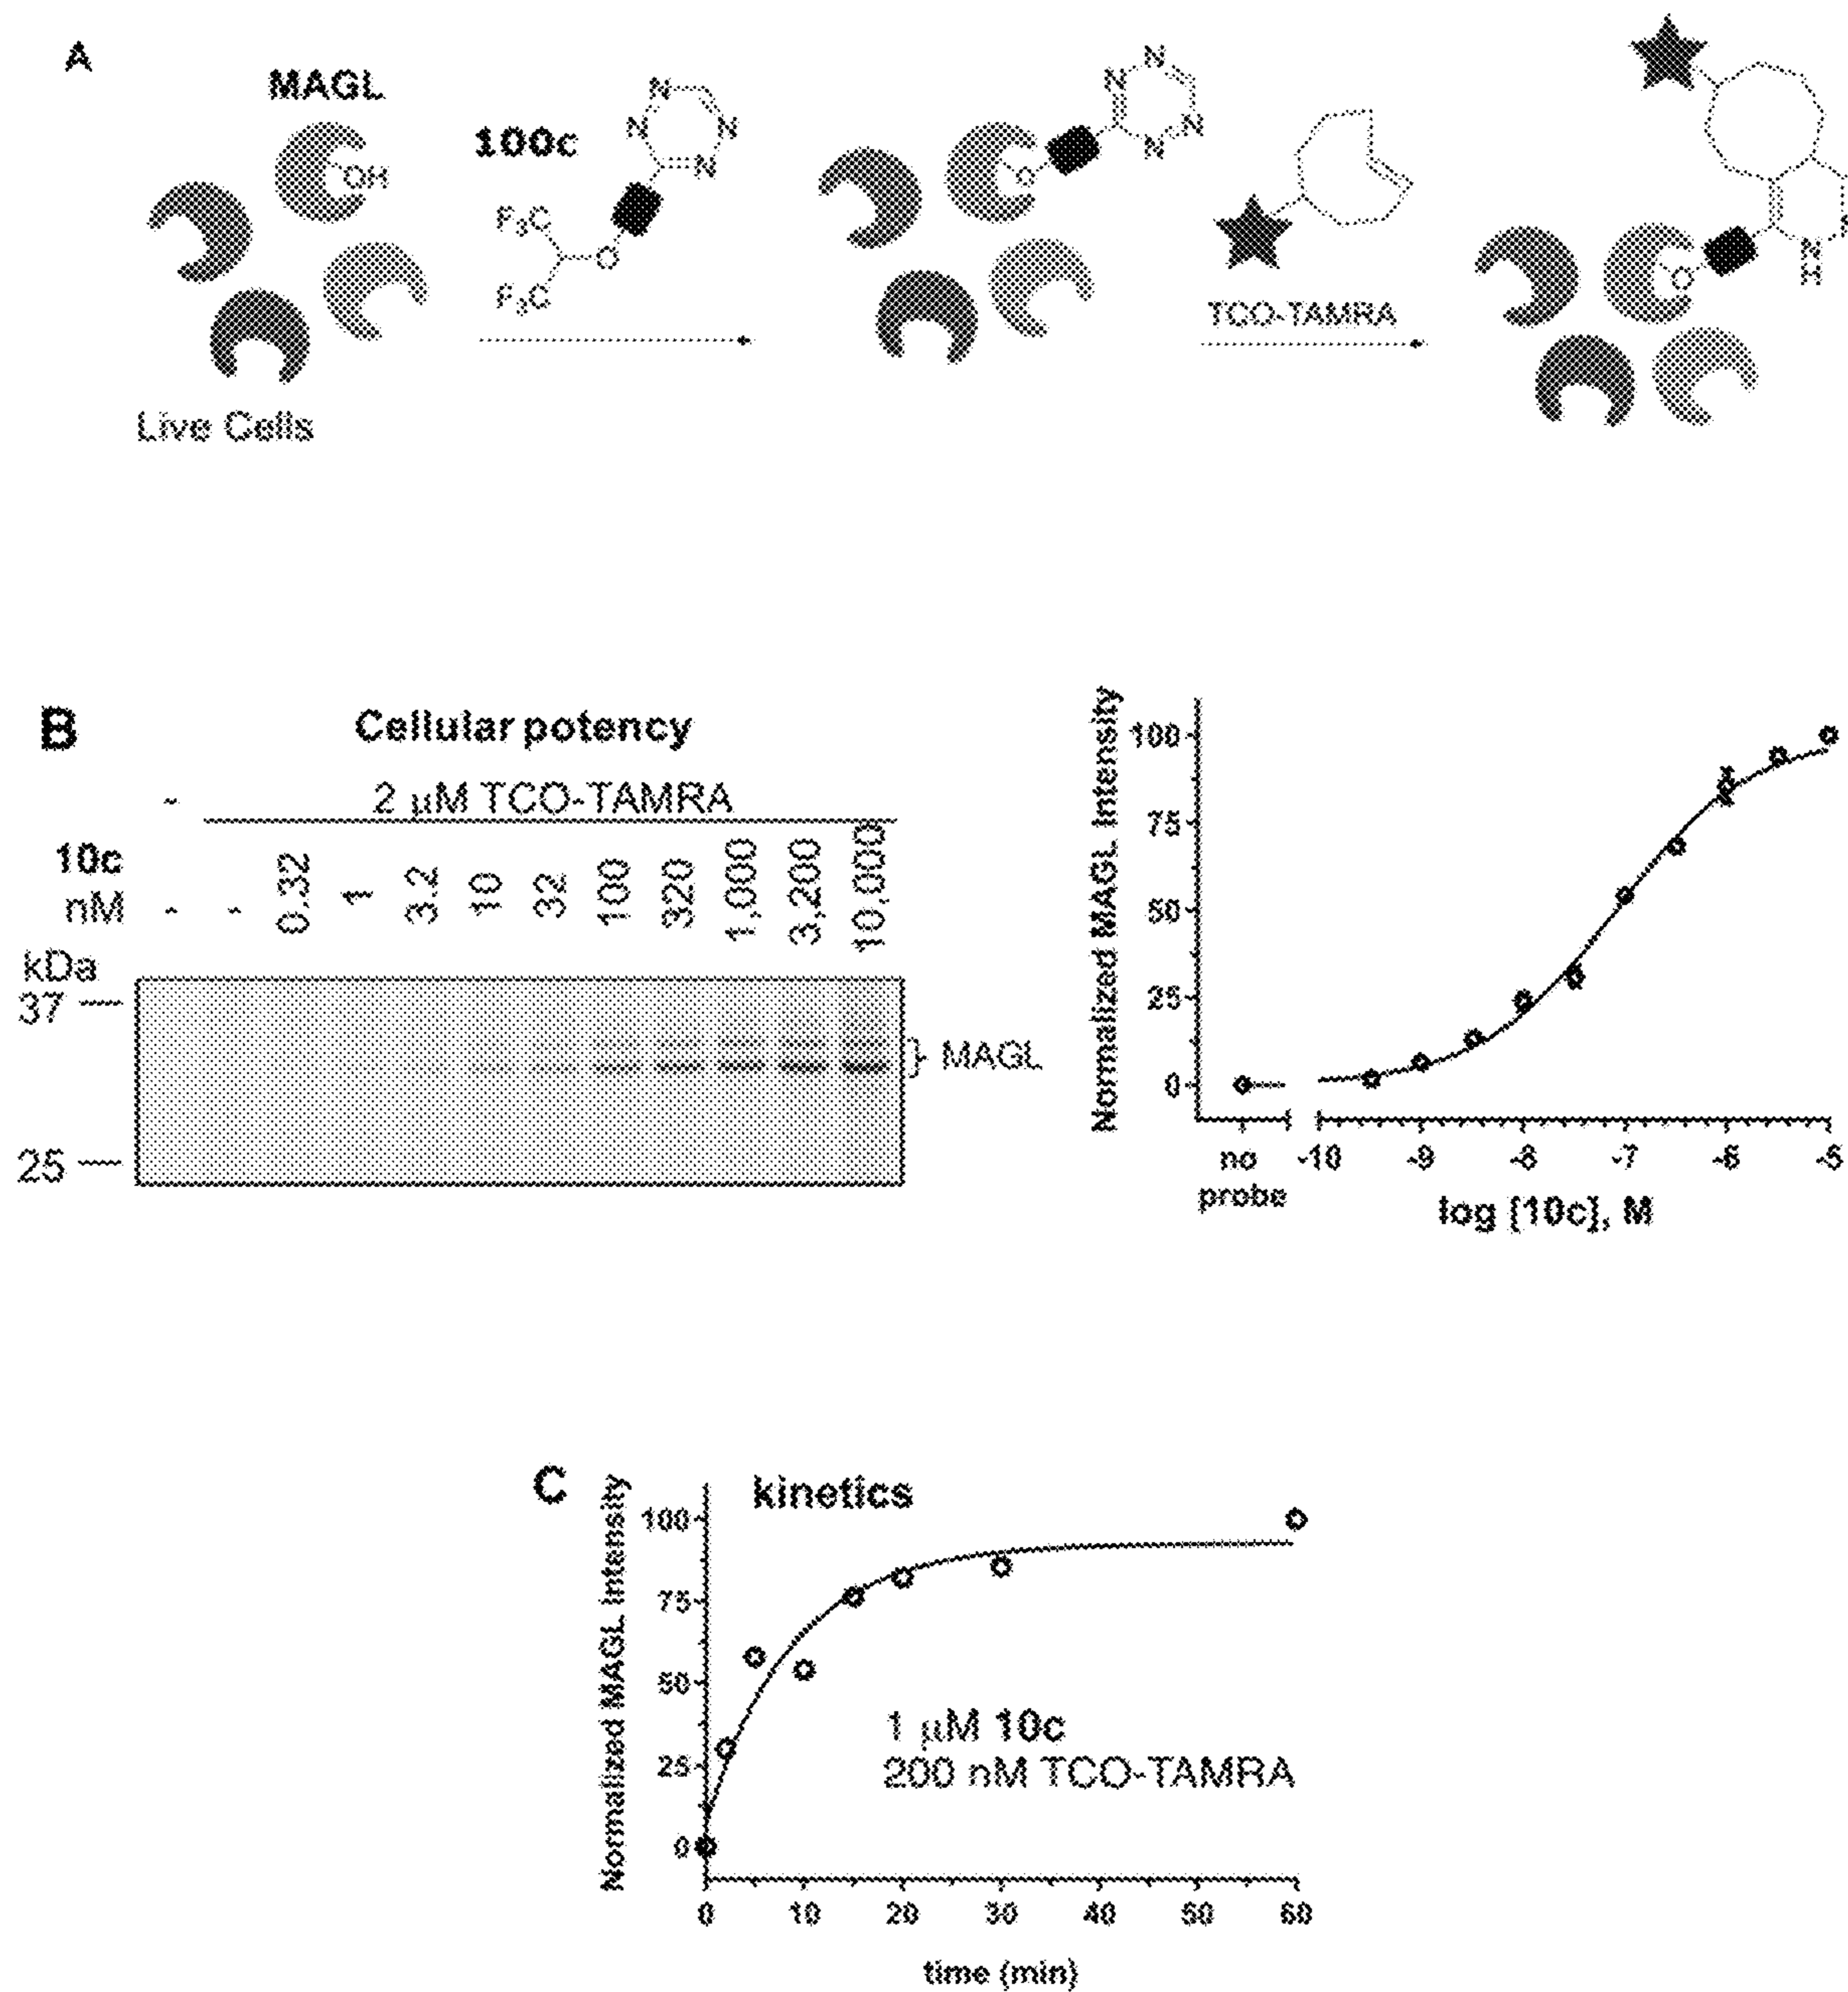 A
MAGL
OH
100c
N
N
N
N
F3C
F3C
O
O
N
N
N
N
TCO-TAMRA
O
N
H
Live Cells
B
Cellular potency
- 2 μM TCO-TAMRA
10c
nM - - 0.32 1 3.2 10 32 100 320 1,000 3,200 10,000
kDa
37
MAGL
25
Normalized MAGL Intensity
100
75
50
25
0
no probe -10 -9 -8 -7 -6 -5
log [10c], M
C kinetics
Normalized MAGL Intensity
100
75
50
25
0
1 μM 10c
200 nM TCO-TAMRA
0 10 20 30 40 50 60
time (min)